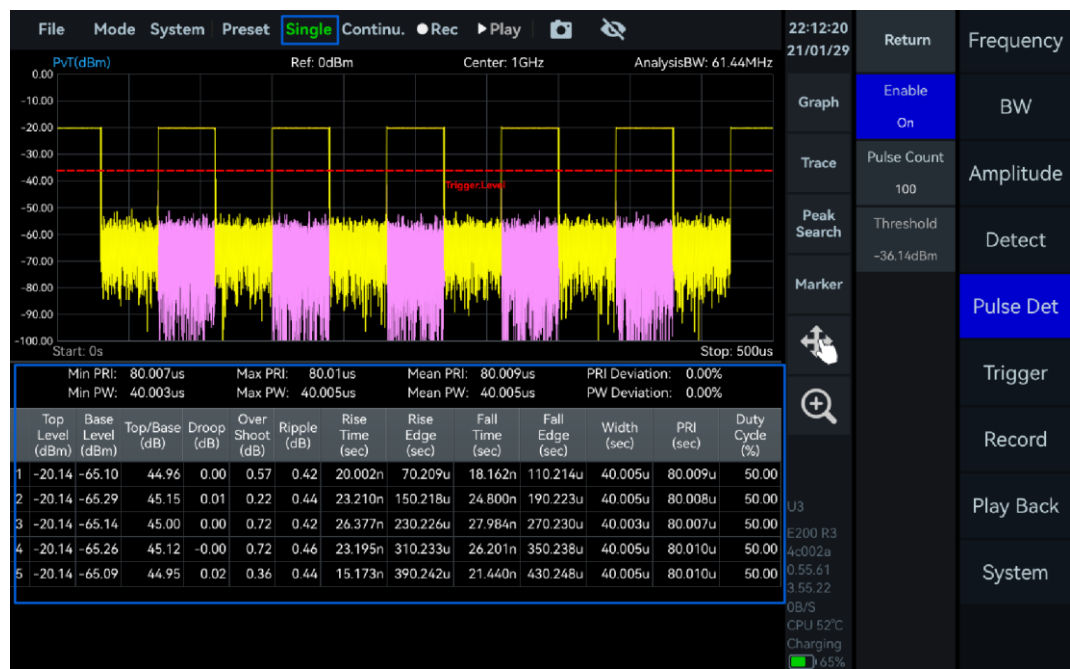 File Mode System Preset Single Continu. Rec Play
22:12:20
21/01/29
PvT(dBm) Ref: 0dBm Center: 1GHz AnalysisBW: 61.44MHz
0.00
-10.00
-20.00
-30.00
-40.00
-50.00
-60.00
-70.00
-80.00
-90.00
-100.00
Trigger Level
Start: 0s Stop: 500us
Min PRI: 80.007us Max PRI: 80.01us Mean PRI: 80.009us PRI Deviation: 0.00%
Min PW: 40.003us Max PW: 40.005us Mean PW: 40.005us PW Deviation: 0.00%
Top Level (dBm) Base Level (dBm) Top/Base (dB) Droop (dB) Over Shoot (dB) Ripple (dB) Rise Time (sec) Rise Edge (sec) Fall Time (sec) Fall Edge (sec) Width (sec) PRI (sec) Duty Cycle (%)
1 -20.14 -65.10 44.96 0.00 0.57 0.42 20.002n 70.209u 18.162n 110.214u 40.005u 80.009u 50.00
2 -20.14 -65.29 45.15 0.01 0.22 0.44 23.210n 150.218u 24.800n 190.223u 40.005u 80.008u 50.00
3 -20.14 -65.14 45.00 0.00 0.72 0.42 26.377n 230.226u 27.984n 270.230u 40.003u 80.007u 50.00
4 -20.14 -65.26 45.12 -0.00 0.72 0.46 23.195n 310.233u 26.201n 350.238u 40.005u 80.010u 50.00
5 -20.14 -65.09 44.95 0.02 0.36 0.44 15.173n 390.242u 21.440n 430.248u 40.005u 80.010u 50.00
Graph
Trace
Peak
Search
Marker
U3
E200 R3
4c002a
0.55.61
3.55.22
0B/S
CPU 52°C
Charging
65%
Return
Enable
On
Pulse Count
100
Threshold
-36.14dBm
Frequency
BW
Amplitude
Detect
Pulse Det
Trigger
Record
Play Back
System